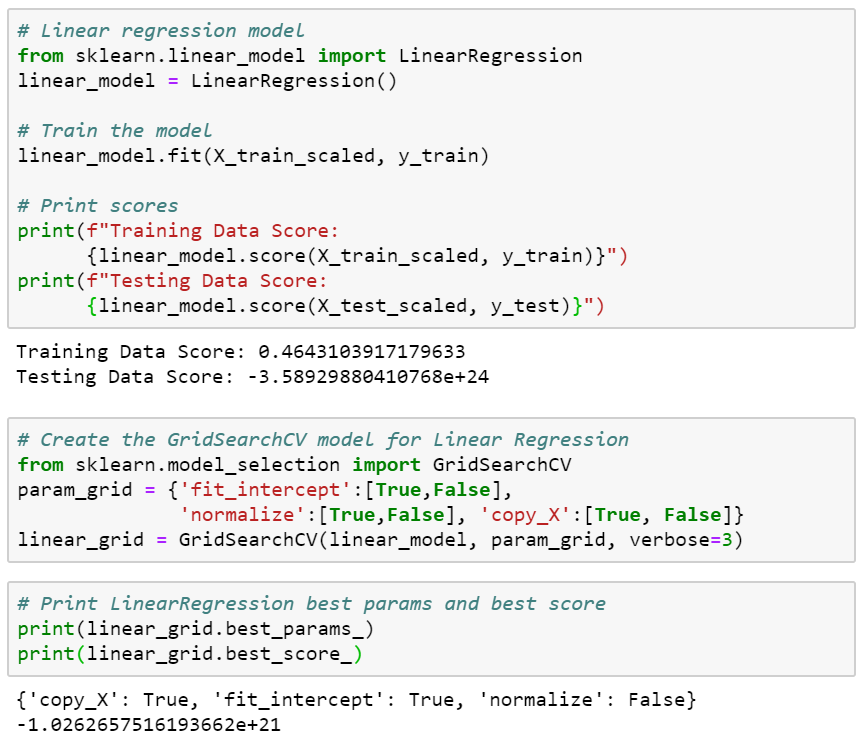 # Linear regression model
from sklearn.linear_model import LinearRegression
linear_model = LinearRegression()
# Train the model
linear_model.fit(X_train_scaled, y_train)
# Print scores
print(f"Training Data Score:
{linear_model.score(X_train_scaled, y_train)}")
print(f"Testing Data Score:
{linear_model.score(X_test_scaled, y_test)}")
Training Data Score: 0.4643103917179633
Testing Data Score: -3.58929880410768e+24
# Create the GridSearchCV model for Linear Regression
from sklearn.model_selection import GridSearchCV
param_grid = {'fit_intercept':[True,False],
'normalize':[True,False], 'copy_X':[True, False]}
linear_grid = GridSearchCV(linear_model, param_grid, verbose=3)
# Print LinearRegression best params and best score
print(linear_grid.best_params_)
print(linear_grid.best_score_)
{'copy_X': True, 'fit_intercept': True, 'normalize': False}
-1.0262657516193662e+21